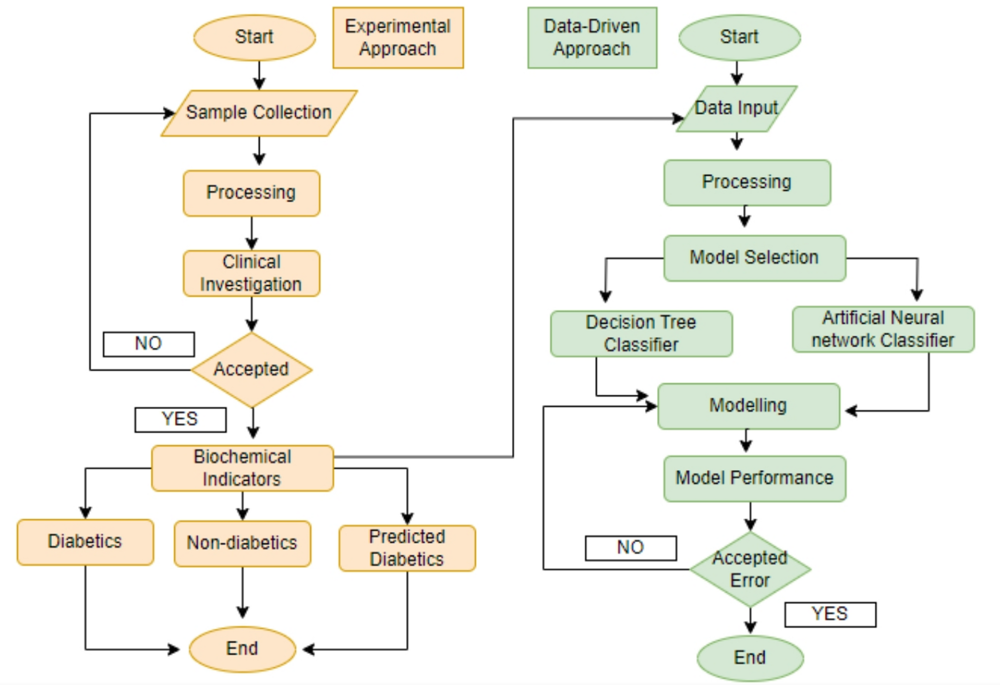 Start
Experimental
Approach
Sample Collection
Processing
Clinical
Investigation
NO
Accepted
YES
Biochemical
Indicators
Diabetics
Non-diabetics
Predicted
Diabetics
End
Data-Driven
Approach
Start
Data Input
Processing
Model Selection
Decision Tree
Classifier
Artificial Neural
network Classifier
Modelling
Model Performance
NO
Accepted
Error
YES
End